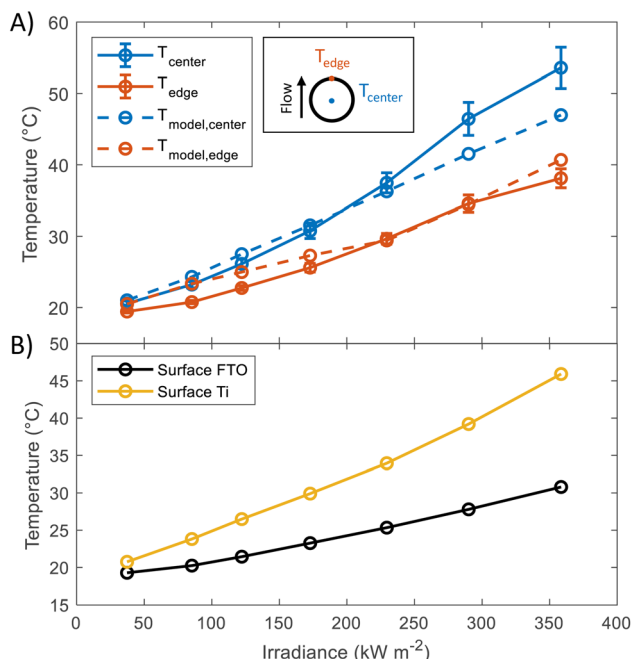 A)
60
50
40
30
20
Temperature (°C)
T_center
T_edge
T_model,center
T_model,edge
T_edge
Flow
T_center
B)
50
45
40
35
30
25
20
15
Temperature (°C)
Surface FTO
Surface Ti
0 50 100 150 200 250 300 350 400
Irradiance (kW m⁻²)